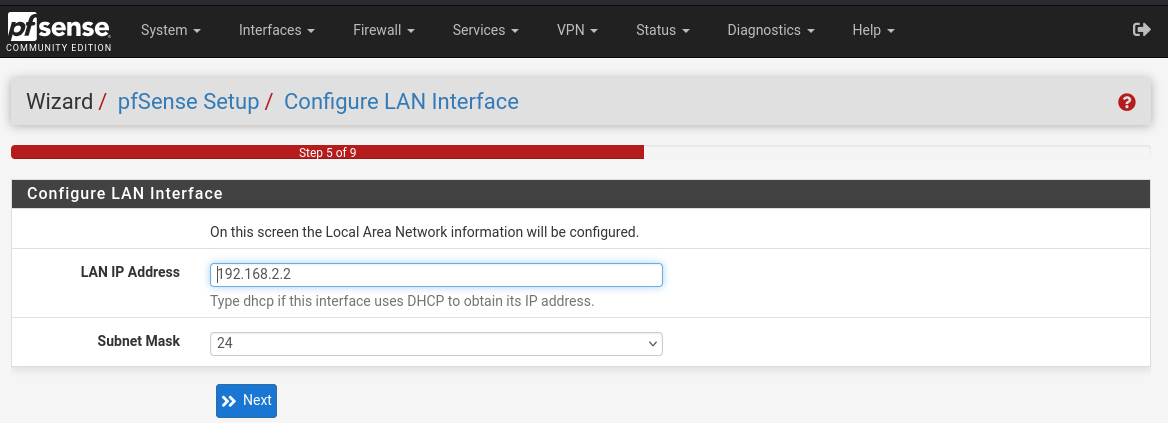 pfsense
COMMUNITY EDITION
System Interfaces Firewall Services VPN Status Diagnostics Help
Wizard / pfSense Setup / Configure LAN Interface
Step 5 of 9
Configure LAN Interface
On this screen the Local Area Network information will be configured.
LAN IP Address 192.168.2.2
Type dhcp if this interface uses DHCP to obtain its IP address.
Subnet Mask 24
Next